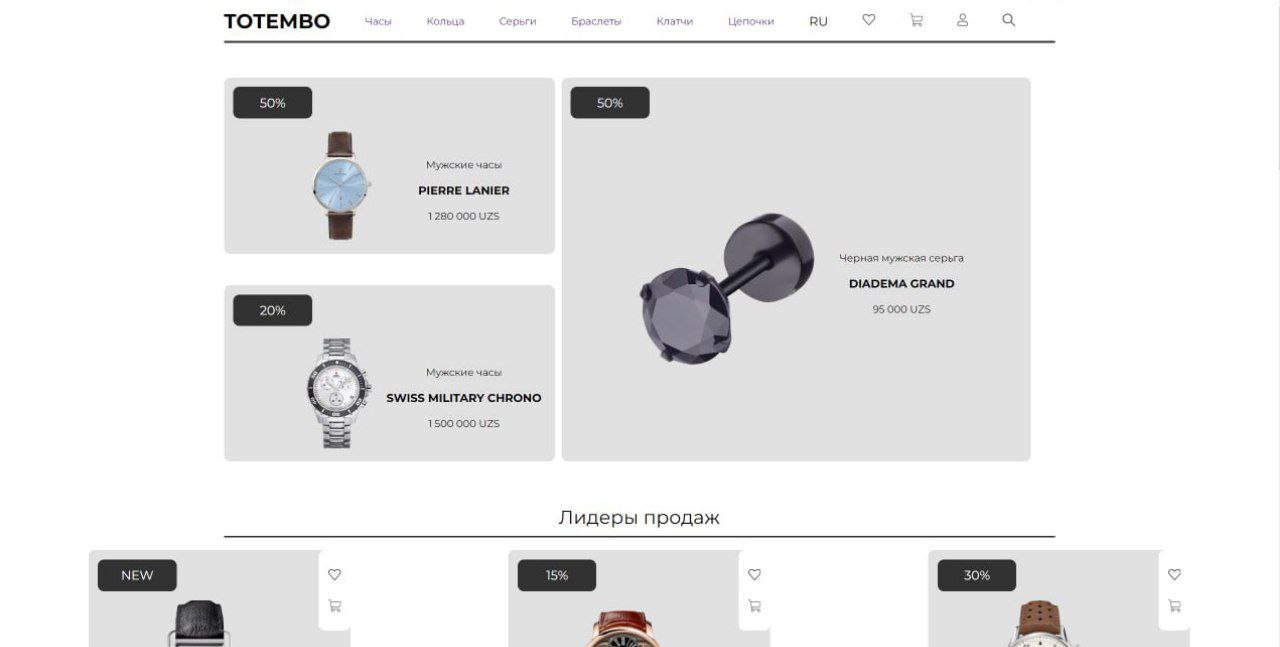 TOTEMBO Часы Кольца Серьги Браслеты Клатчи Цепочки RU
50%
Мужские часы
PIERRE LANIER
1 280 000 UZS
20%
Мужские часы
SWISS MILITARY CHRONO
1 500 000 UZS
50%
Черная мужская серьга
DIADEMA GRAND
95 000 UZS
Лидеры продаж
NEW
15%
30%